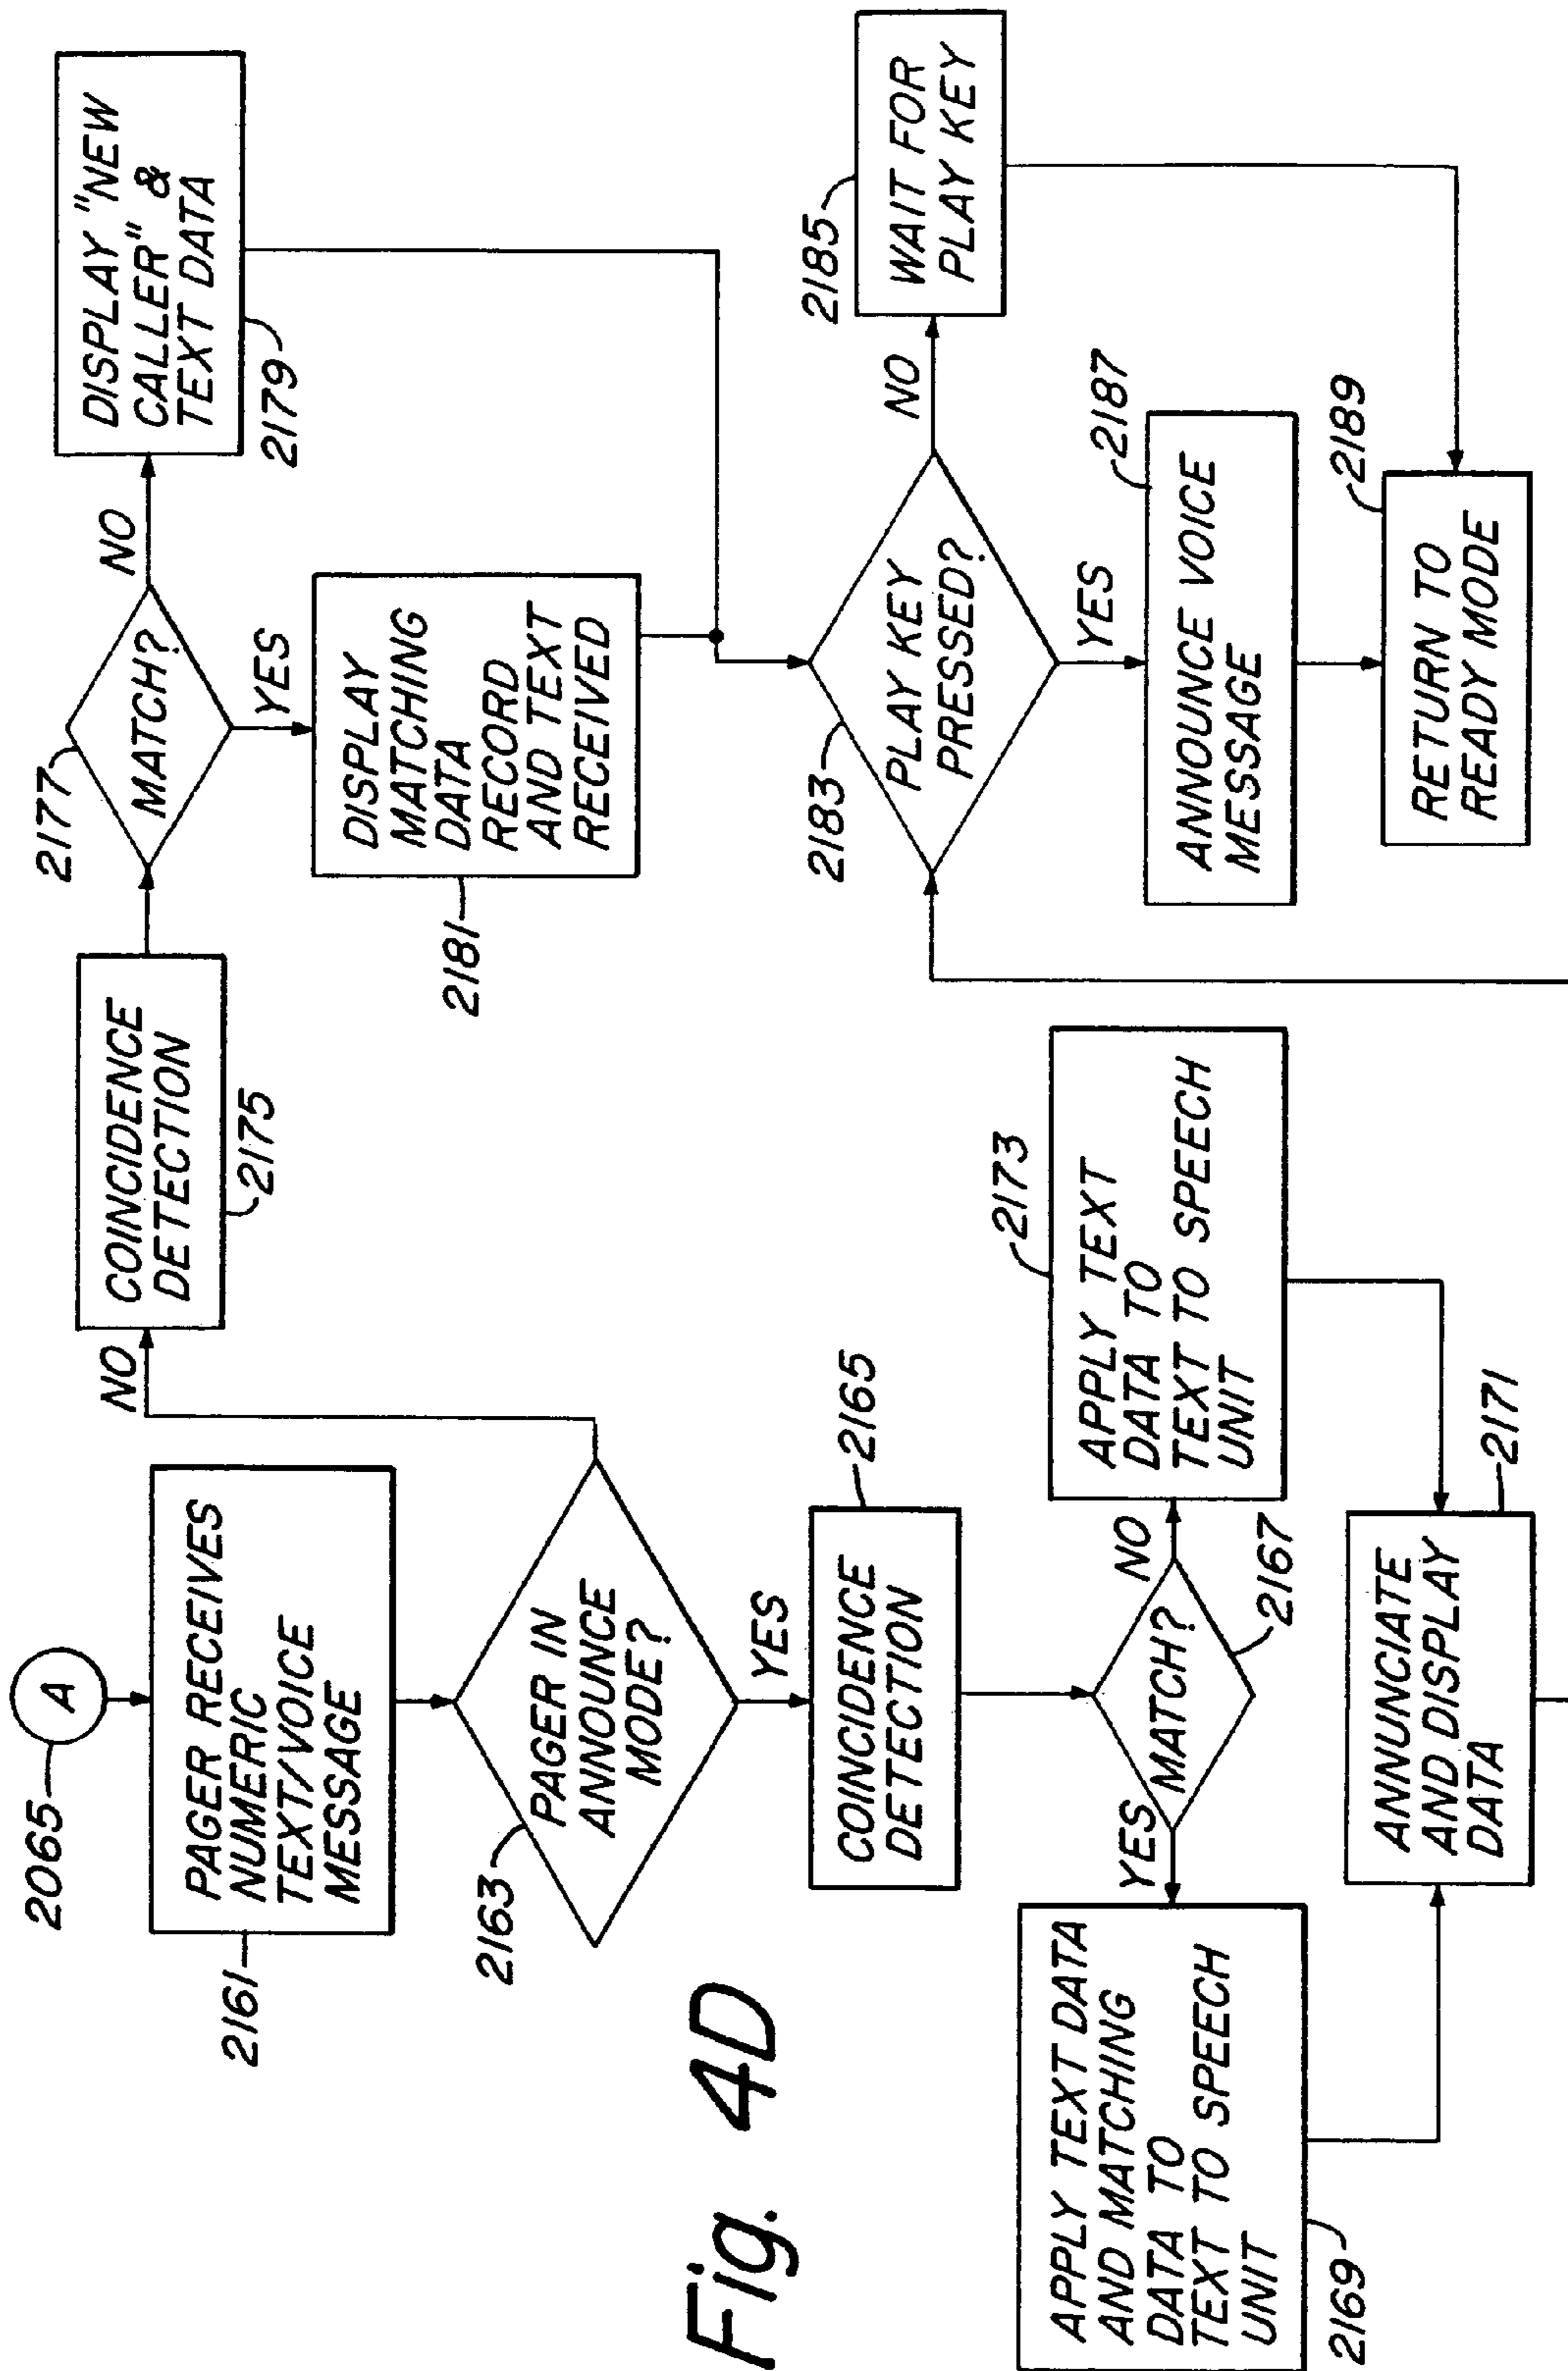 2065
A
2161
PAGER RECEIVES
NUMERIC
TEXT/VOICE
MESSAGE
2163
PAGER IN
ANNOUNCE
MODE?
NO
YES
COINCIDENCE
DETECTION
2165
MATCH?
2167
YES
NO
APPLY TEXT DATA
AND MATCHING
DATA TO
TEXT TO SPEECH
UNIT
2169
2173
APPLY TEXT
DATA TO
TEXT TO SPEECH
UNIT
ANNUNCIATE
AND DISPLAY
DATA
2171
COINCIDENCE
DETECTION
2175
2177
MATCH?
NO
YES
DISPLAY "NEW
CALLER" &
TEXT DATA
2179
DISPLAY
MATCHING
DATA
RECORD
AND TEXT
RECEIVED
2181
2183
PLAY KEY
PRESSED?
NO
YES
2185
WAIT FOR
PLAY KEY
2187
ANNOUNCE VOICE
MESSAGE
2189
RETURN TO
READY MODE
Fig. 4D